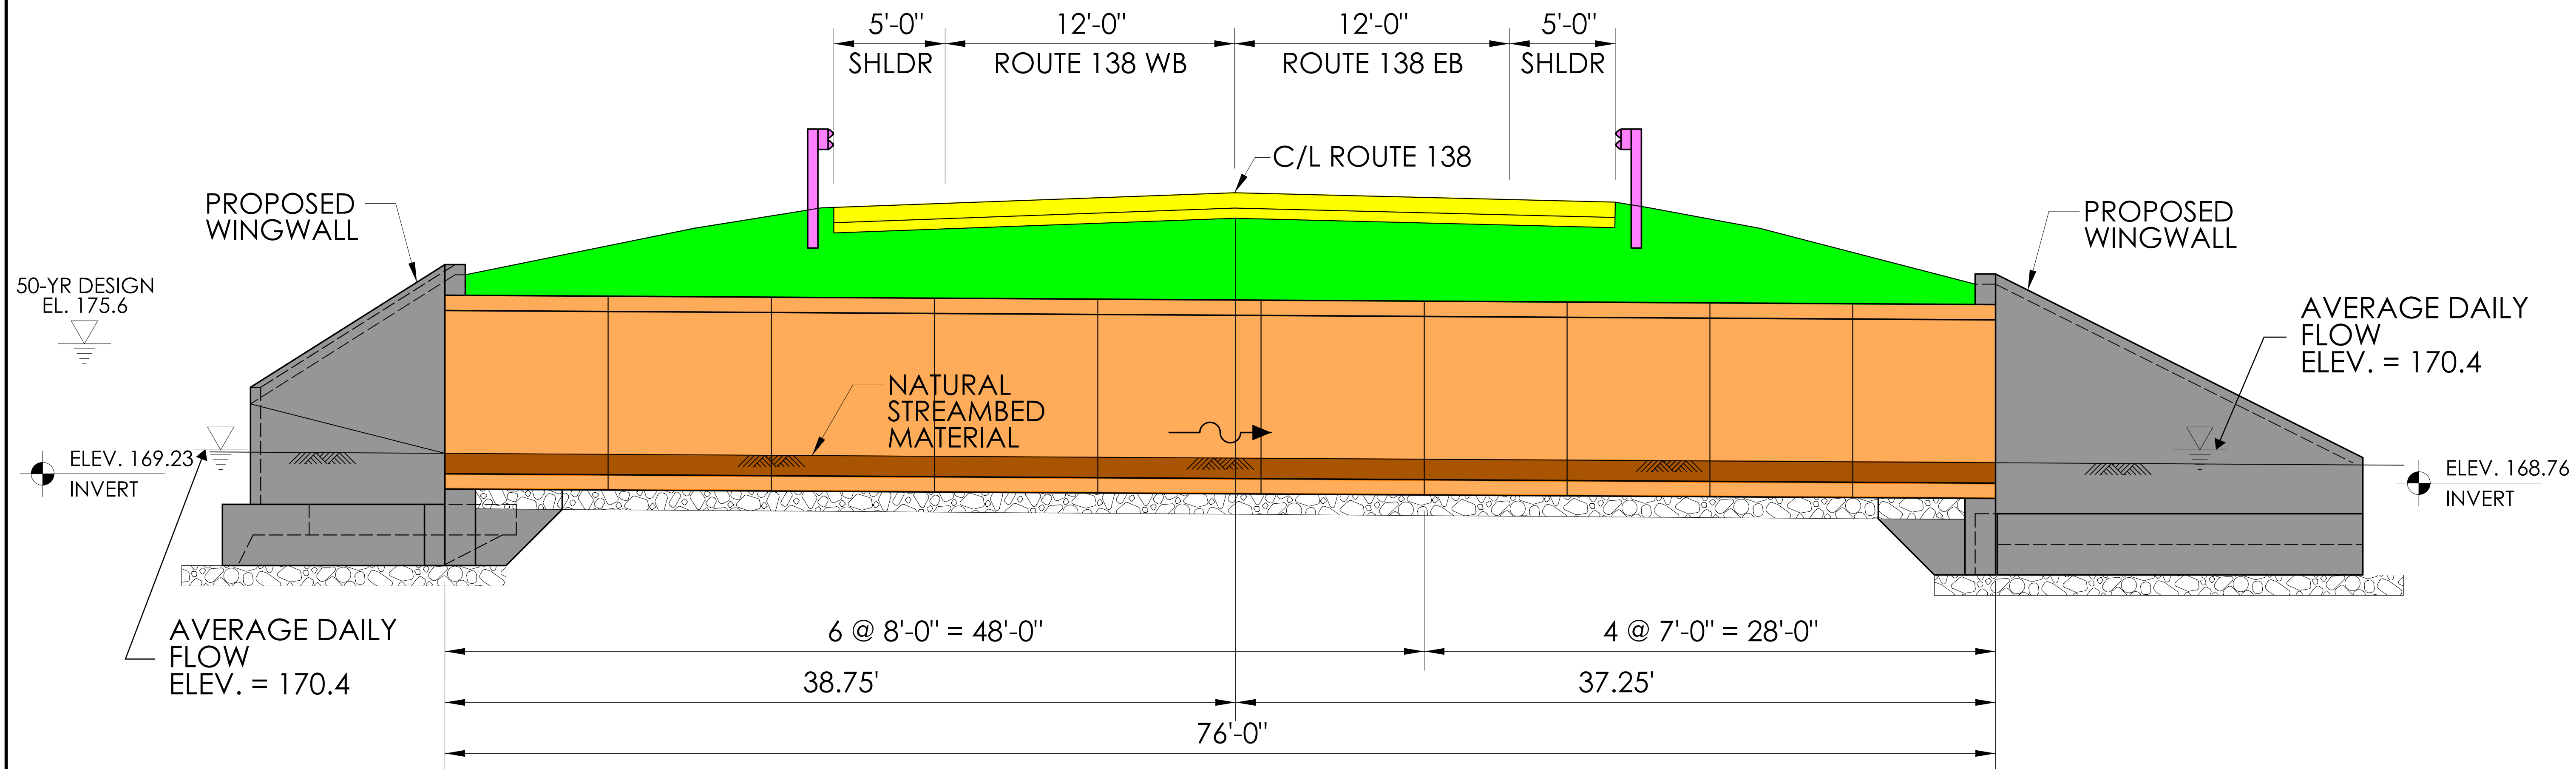 5'-0"
12'-0"
12'-0"
5'-0"
SHLDR
ROUTE 138 WB
ROUTE 138 EB
SHLDR
C/L ROUTE 138
PROPOSED
WINGWALL
PROPOSED
WINGWALL
50-YR DESIGN
EL. 175.6
AVERAGE DAILY
FLOW
ELEV. = 170.4
NATURAL
STREAMBED
MATERIAL
ELEV. 169.23
INVERT
ELEV. 168.76
INVERT
AVERAGE DAILY
FLOW
ELEV. = 170.4
6 @ 8'-0" = 48'-0"
4 @ 7'-0" = 28'-0"
38.75'
37.25'
76'-0"